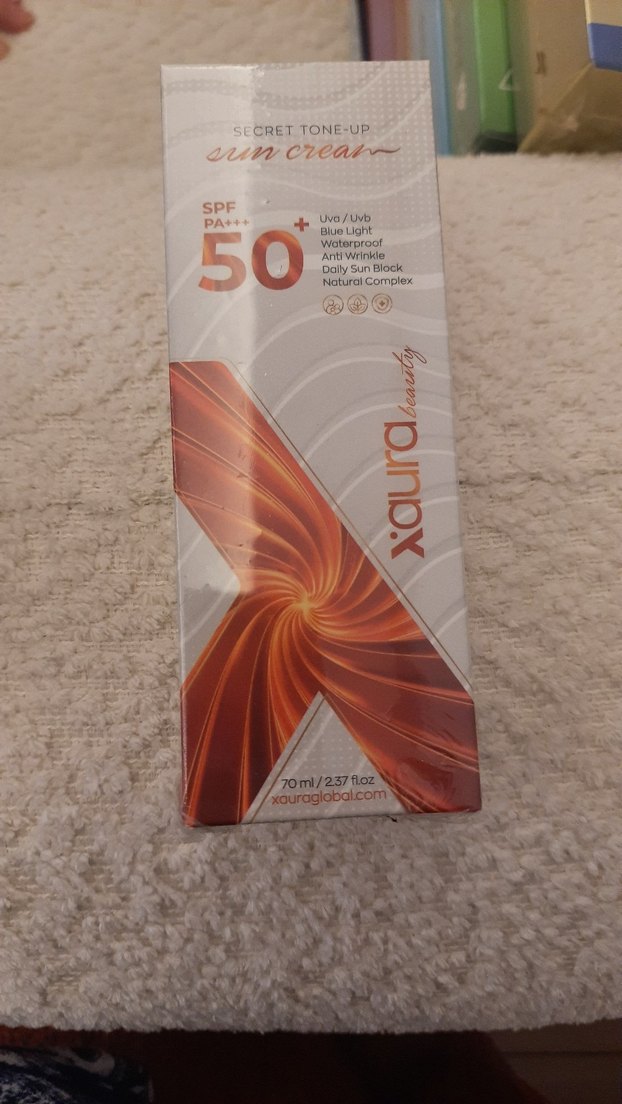 SECRET TONE-UP
sun cream
SPF
PA+++
50+
Uva / Uvb
Blue Light
Waterproof
Anti Wrinkle
Daily Sun Block
Natural Complex
xaura beauty
70 ml / 2.37 fl.oz
xauraglobal.com